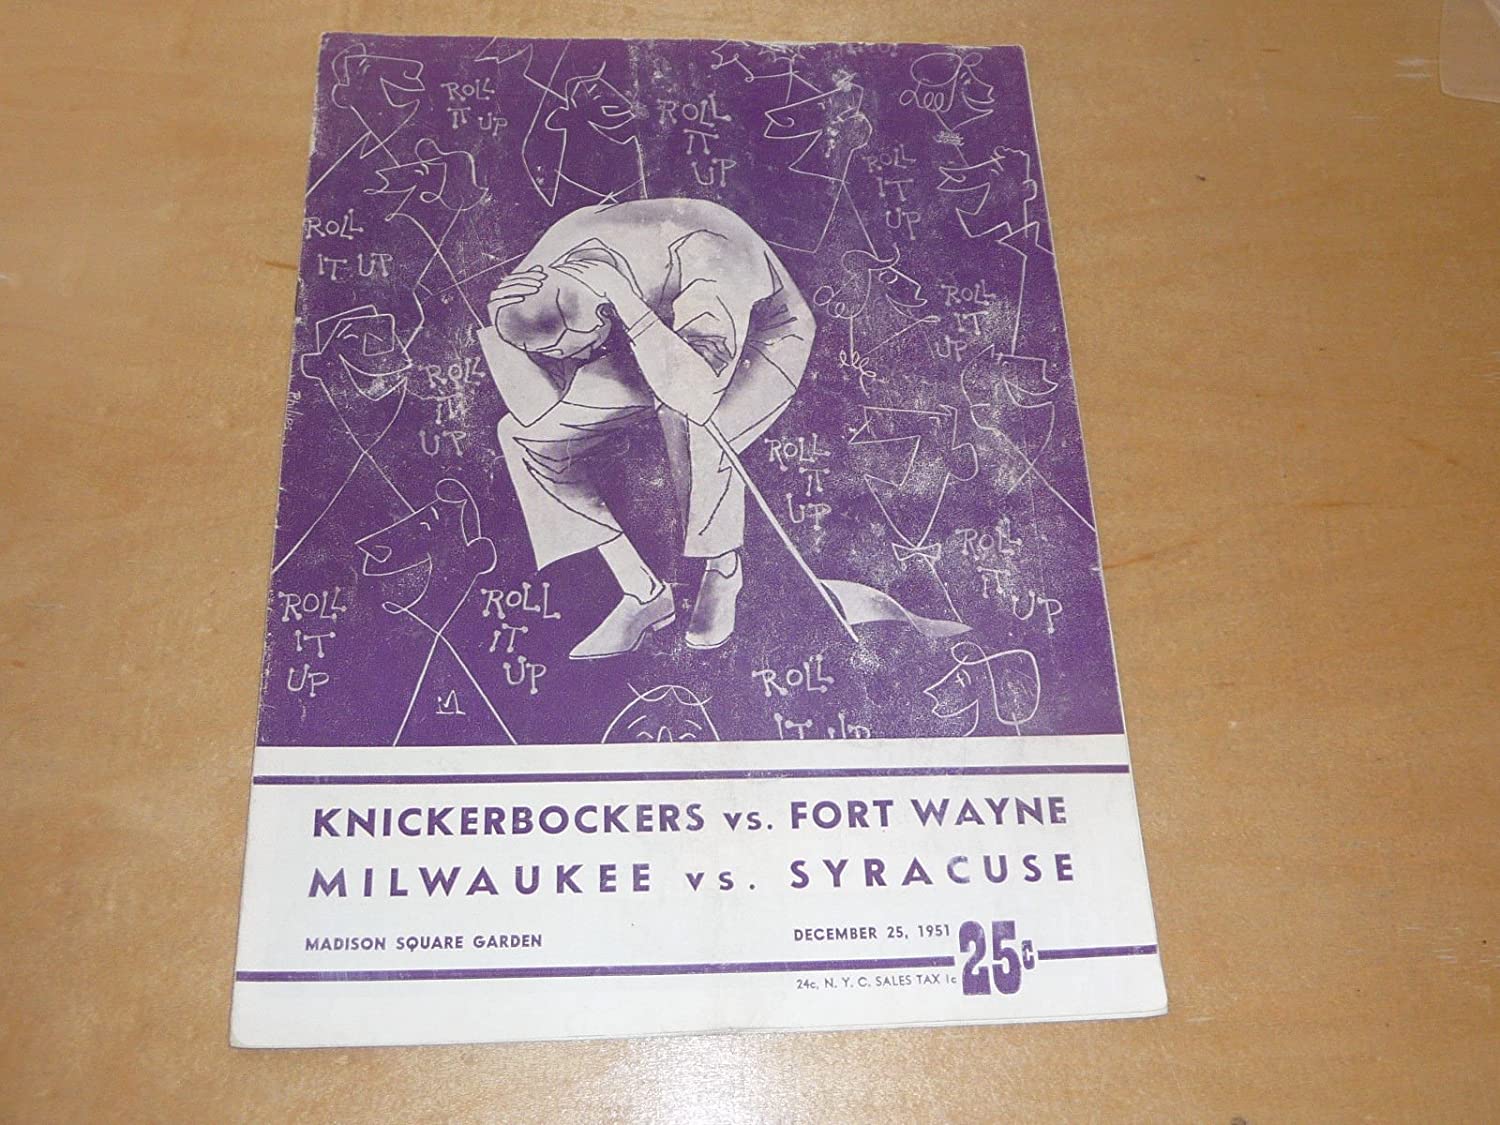 ROLL
IT UP
ROLL
IT
UP
ROLL
IT
UP
ROLL
IT UP
ROLL
IT
UP
ROLL
IT
UP
ROLL
IT
UP
ROLL
IT
UP
ROLL
IT
UP
ROLL
IT
UP
ROLL
IT UP
KNICKERBOCKERS vs. FORT WAYNE
MILWAUKEE vs. SYRACUSE
MADISON SQUARE GARDEN
DECEMBER 25, 1951
25c
24c, N. Y. C. SALES TAX 1c